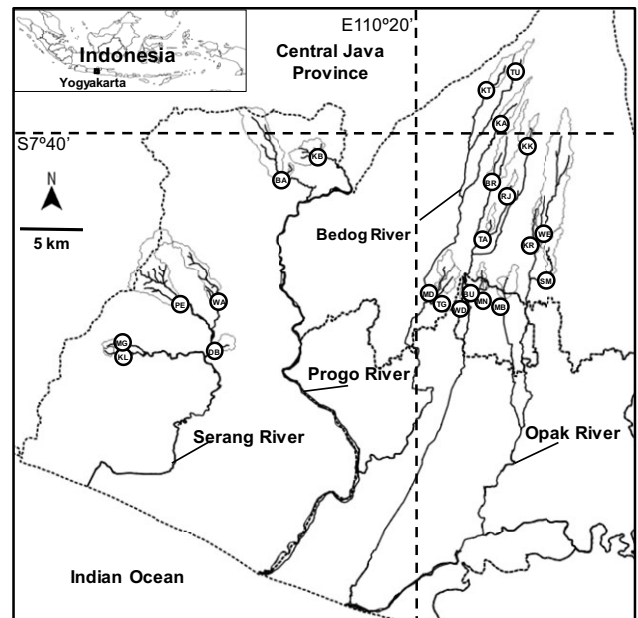 E110º20'
Indonesia
Yogyakarta
Central Java
Province
S7º40'
N
5 km
TU
KT
KA
KK
KB
BA
BR
RJ
Bedog River
TA
WE
KR
SM
MD
TG
WD
BU
MN
MB
PE
WA
MG
KL
DB
Progo River
Serang River
Opak River
Indian Ocean